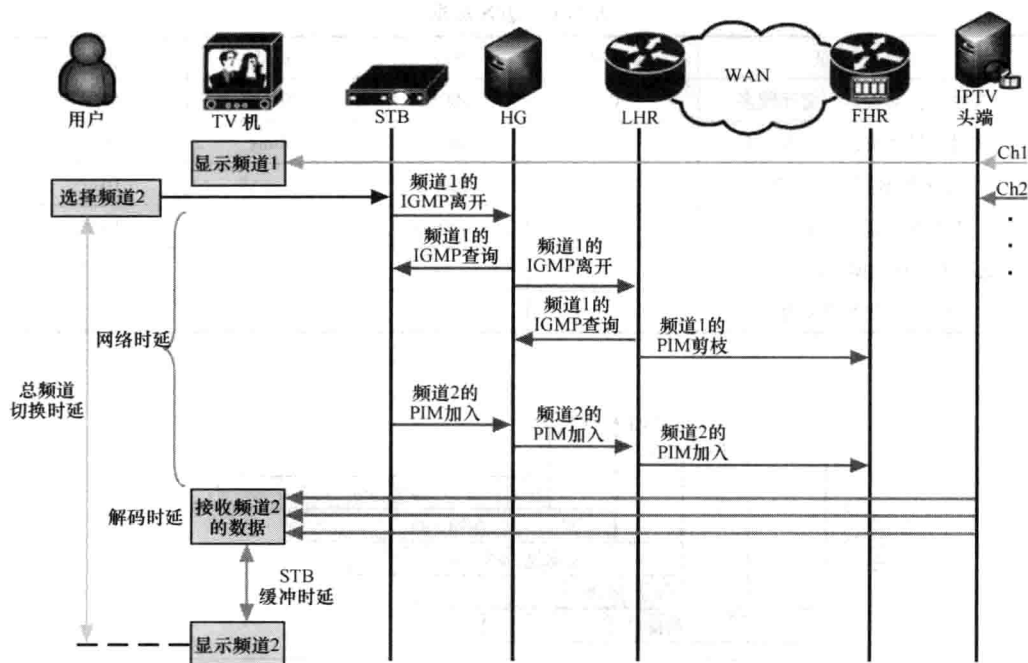 WAN
用户
TV 机
STB
HG
LHR
FHR
IPTV
头端
显示频道1
Ch1
选择频道2
频道1的
IGMP离开
Ch2
频道1的
IGMP查询
频道1的
IGMP离开
频道1的
IGMP查询
频道1的
PIM剪枝
网络时延
总频道
切换时延
频道2的
PIM加入
频道2的
PIM加入
频道2的
PIM加入
解码时延
接收频道2
的数据
STB
缓冲时延
显示频道2